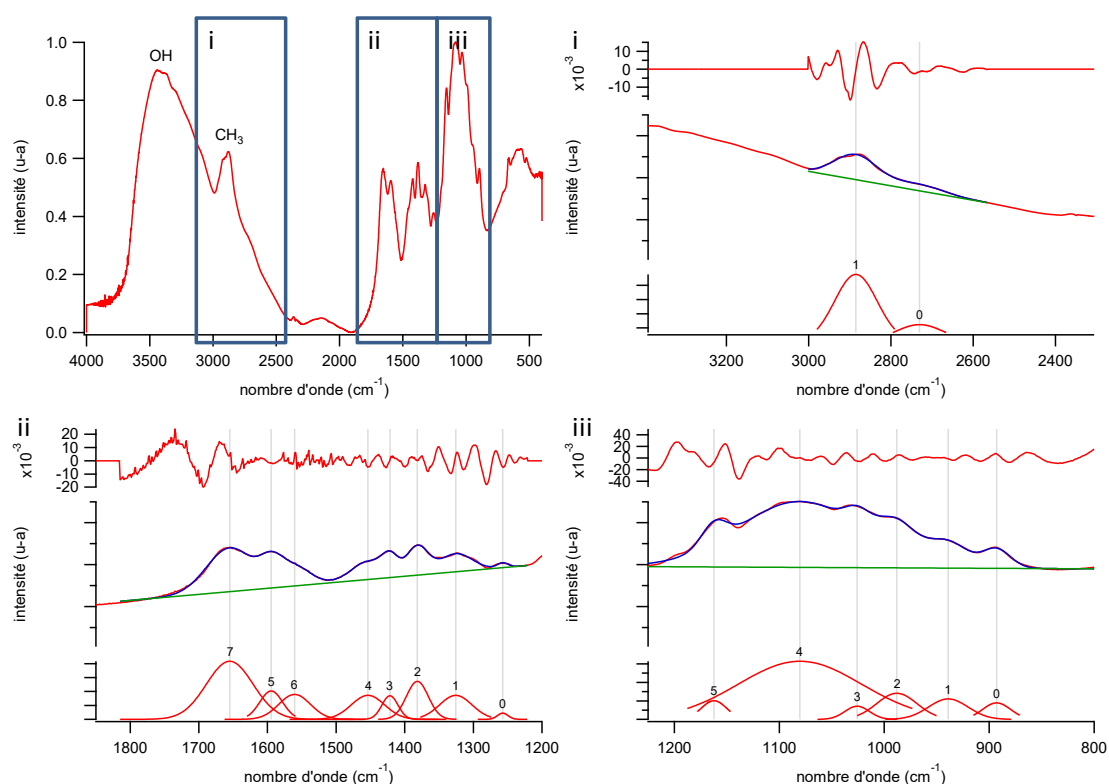 i
ii
iii
OH
CH3
intensité (u-a)
1.0
0.8
0.6
0.4
0.2
0.0
4000 3500 3000 2500 2000 1500 1000 500
nombre d'onde (cm-1)
i
x10-3
10
0
-10
intensité (u-a)
1
0
3200 3000 2800 2600 2400
nombre d'onde (cm-1)
ii
x10-3
20
10
0
-10
-20
intensité (u-a)
7 5 6 4 3 2 1 0
1800 1700 1600 1500 1400 1300 1200
nombre d'onde (cm-1)
iii
x10-3
40
20
0
-20
-40
intensité (u-a)
5 4 3 2 1 0
1200 1100 1000 900 800
nombre d'onde (cm-1)